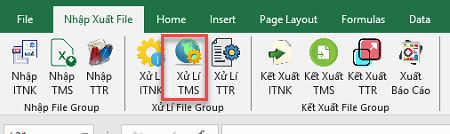 File Nhập Xuất File Home Insert Page Layout Formulas Data
Nhập Nhập Nhập Xử Lí Xử Lí Xử Lí Kết Xuất Kết Xuất Kết Xuất Xuất
ITNK TMS TTR ITNK TMS TTR ITNK TMS TTR Báo Cáo
Nhập File Group Xử Lí File Group Kết Xuất File Group